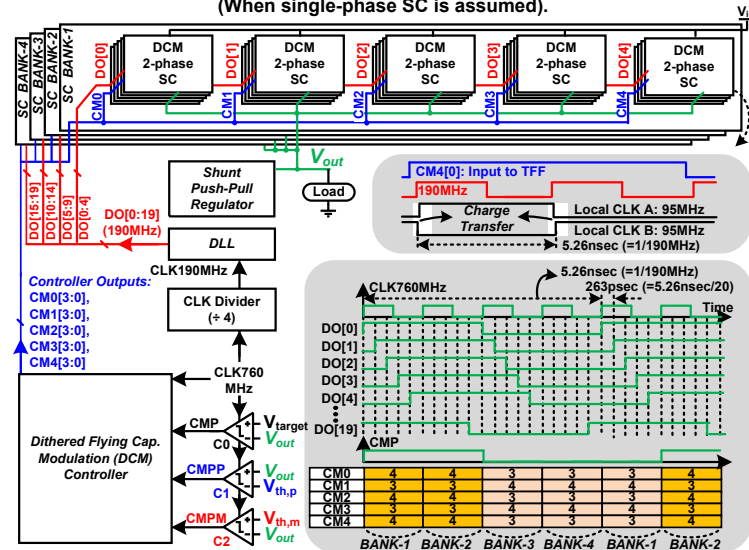 (When single-phase SC is assumed).
Vi
SC BANK-4
SC BANK-3
SC BANK-2
SC BANK-1
DO[0]
DCM
2-phase
SC
CM0
DO[1]
DCM
2-phase
SC
CM1
DO[2]
DCM
2-phase
SC
CM2
DO[3]
DCM
2-phase
SC
CM3
DO[4]
DCM
2-phase
SC
CM4
Vout
Shunt
Push-Pull
Regulator
Load
DO[15:19]
DO[10:14]
DO[5:9]
DO[0:4]
DO[0:19]
(190MHz)
DLL
CLK190MHz
CLK Divider
(÷ 4)
Controller
Outputs:
CM0[3:0],
CM1[3:0],
CM2[3:0],
CM3[3:0],
CM4[3:0]
CLK760
MHz
Dithered Flying Cap.
Modulation (DCM)
Controller
CMP
C0
Vtarget
Vout
CMPP
C1
Vout
Vth,p
CMPM
C2
Vth,m
Vout
CM4[0]: Input to TFF
190MHz
Charge
Transfer
Local CLK A: 95MHz
Local CLK B: 95MHz
5.26nsec (=1/190MHz)
5.26nsec (=1/190MHz)
CLK760MHz
263psec (=5.26nsec/20)
Time
DO[0]
DO[1]
DO[2]
DO[3]
DO[4]
DO[19]
CMP
CM0 4 4 3 3 3 4
CM1 3 3 4 4 3 3
CM2 4 4 3 3 4 4
CM3 3 3 4 4 3 3
CM4 4 4 3 3 4 4
BANK-1 BANK-2 BANK-3 BANK-4 BANK-1 BANK-2